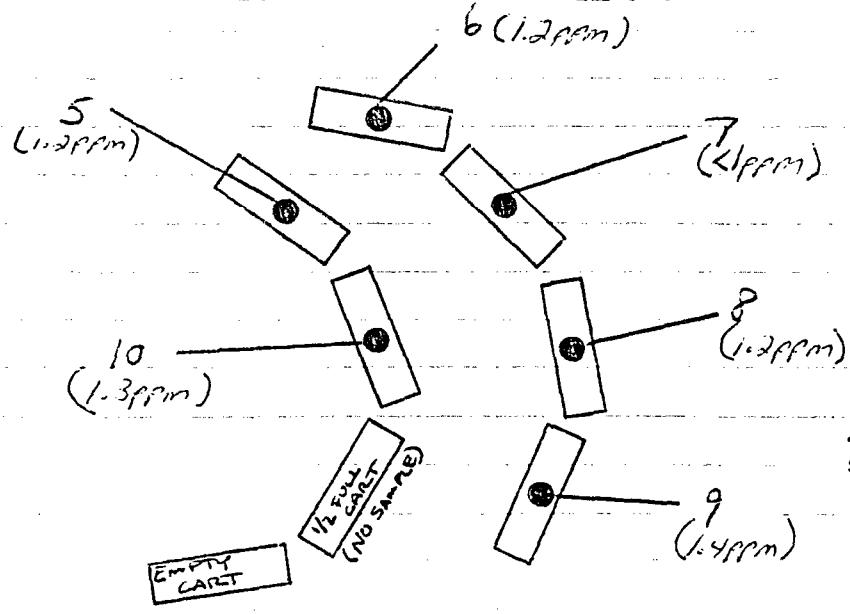 6 (1.2ppm)
5
(1.2ppm)
7
(<1ppm)
8
(1.2ppm)
10
(1.3ppm)
1/2 FULL
CART
(NO SAMPLE)
9
(1.4ppm)
EMPTY
CART